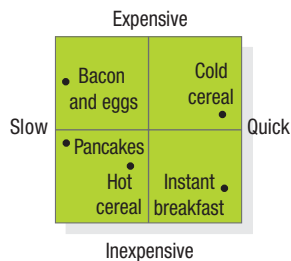 Expensive
Bacon
and eggs
Cold
cereal
Slow
Quick
Pancakes
Hot
cereal
Instant
breakfast
Inexpensive